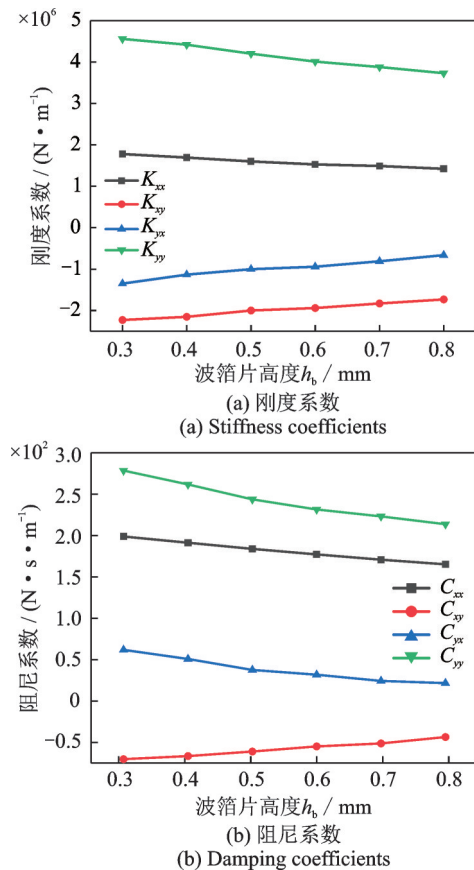 ×10⁶
5
4
2
1
0
−1
−2
刚度系数 / (N·m⁻¹)
K_xx
K_xy
K_yx
K_yy
0.3 0.4 0.5 0.6 0.7 0.8
波箔片高度h_b / mm
(a) 刚度系数
(a) Stiffness coefficients
×10²
3.0
2.5
2.0
1.5
0.5
0
−0.5
阻尼系数 / (N·s·m⁻¹)
C_xx
C_xy
C_yx
C_yy
0.3 0.4 0.5 0.6 0.7 0.8
波箔片高度h_b / mm
(b) 阻尼系数
(b) Damping coefficients